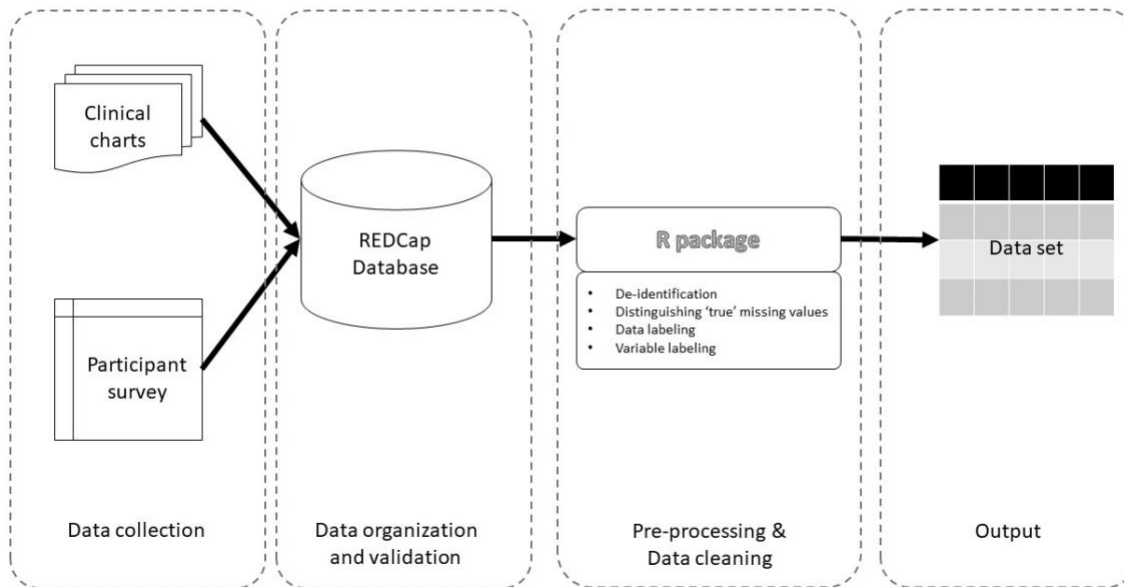 Clinical
charts
Participant
survey
Data collection
REDCap
Database
Data organization
and validation
R package
• De-identification
• Distinguishing ‘true’ missing values
• Data labeling
• Variable labeling
Pre-processing &
Data cleaning
Data set
Output